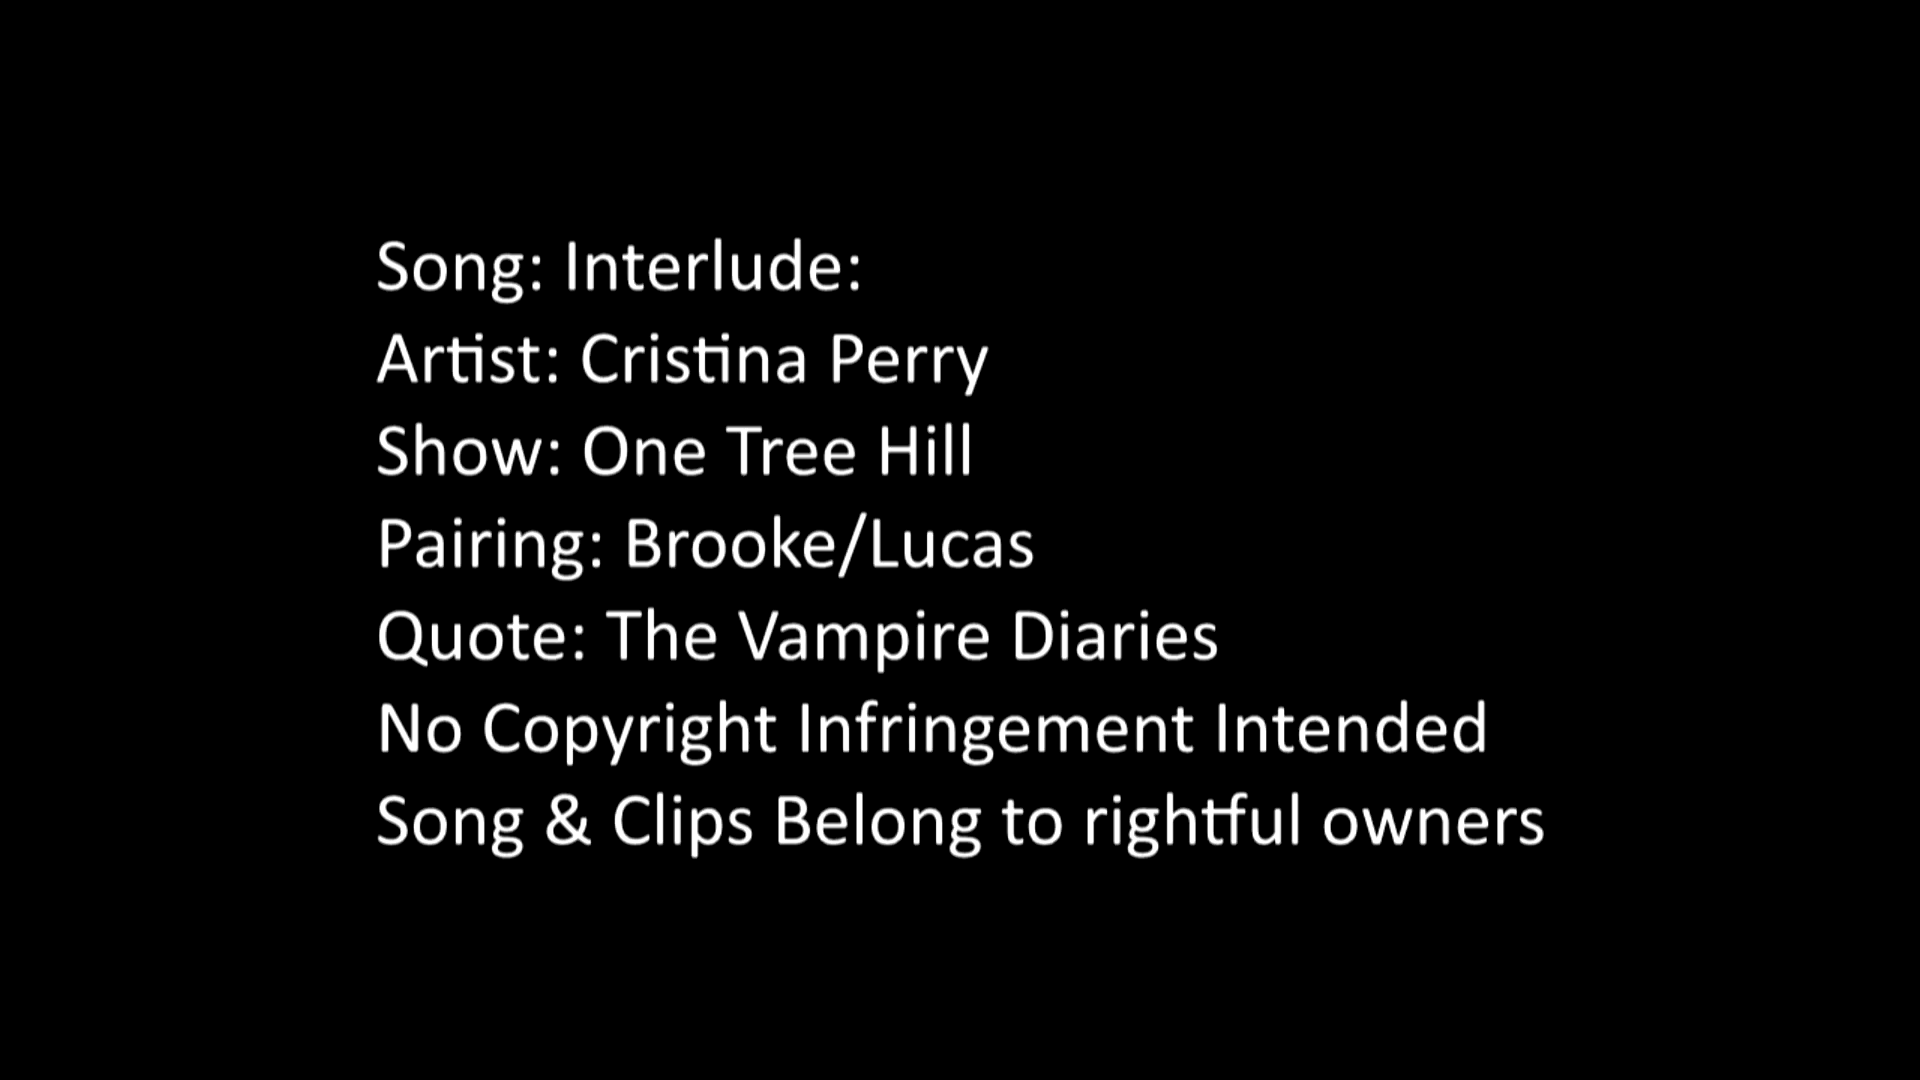 Song: Interlude:
Artist: Cristina Perry
Show: One Tree Hill
Pairing: Brooke/Lucas
Quote: The Vampire Diaries
No Copyright Infringement Intended
Song & Clips Belong to rightful owners